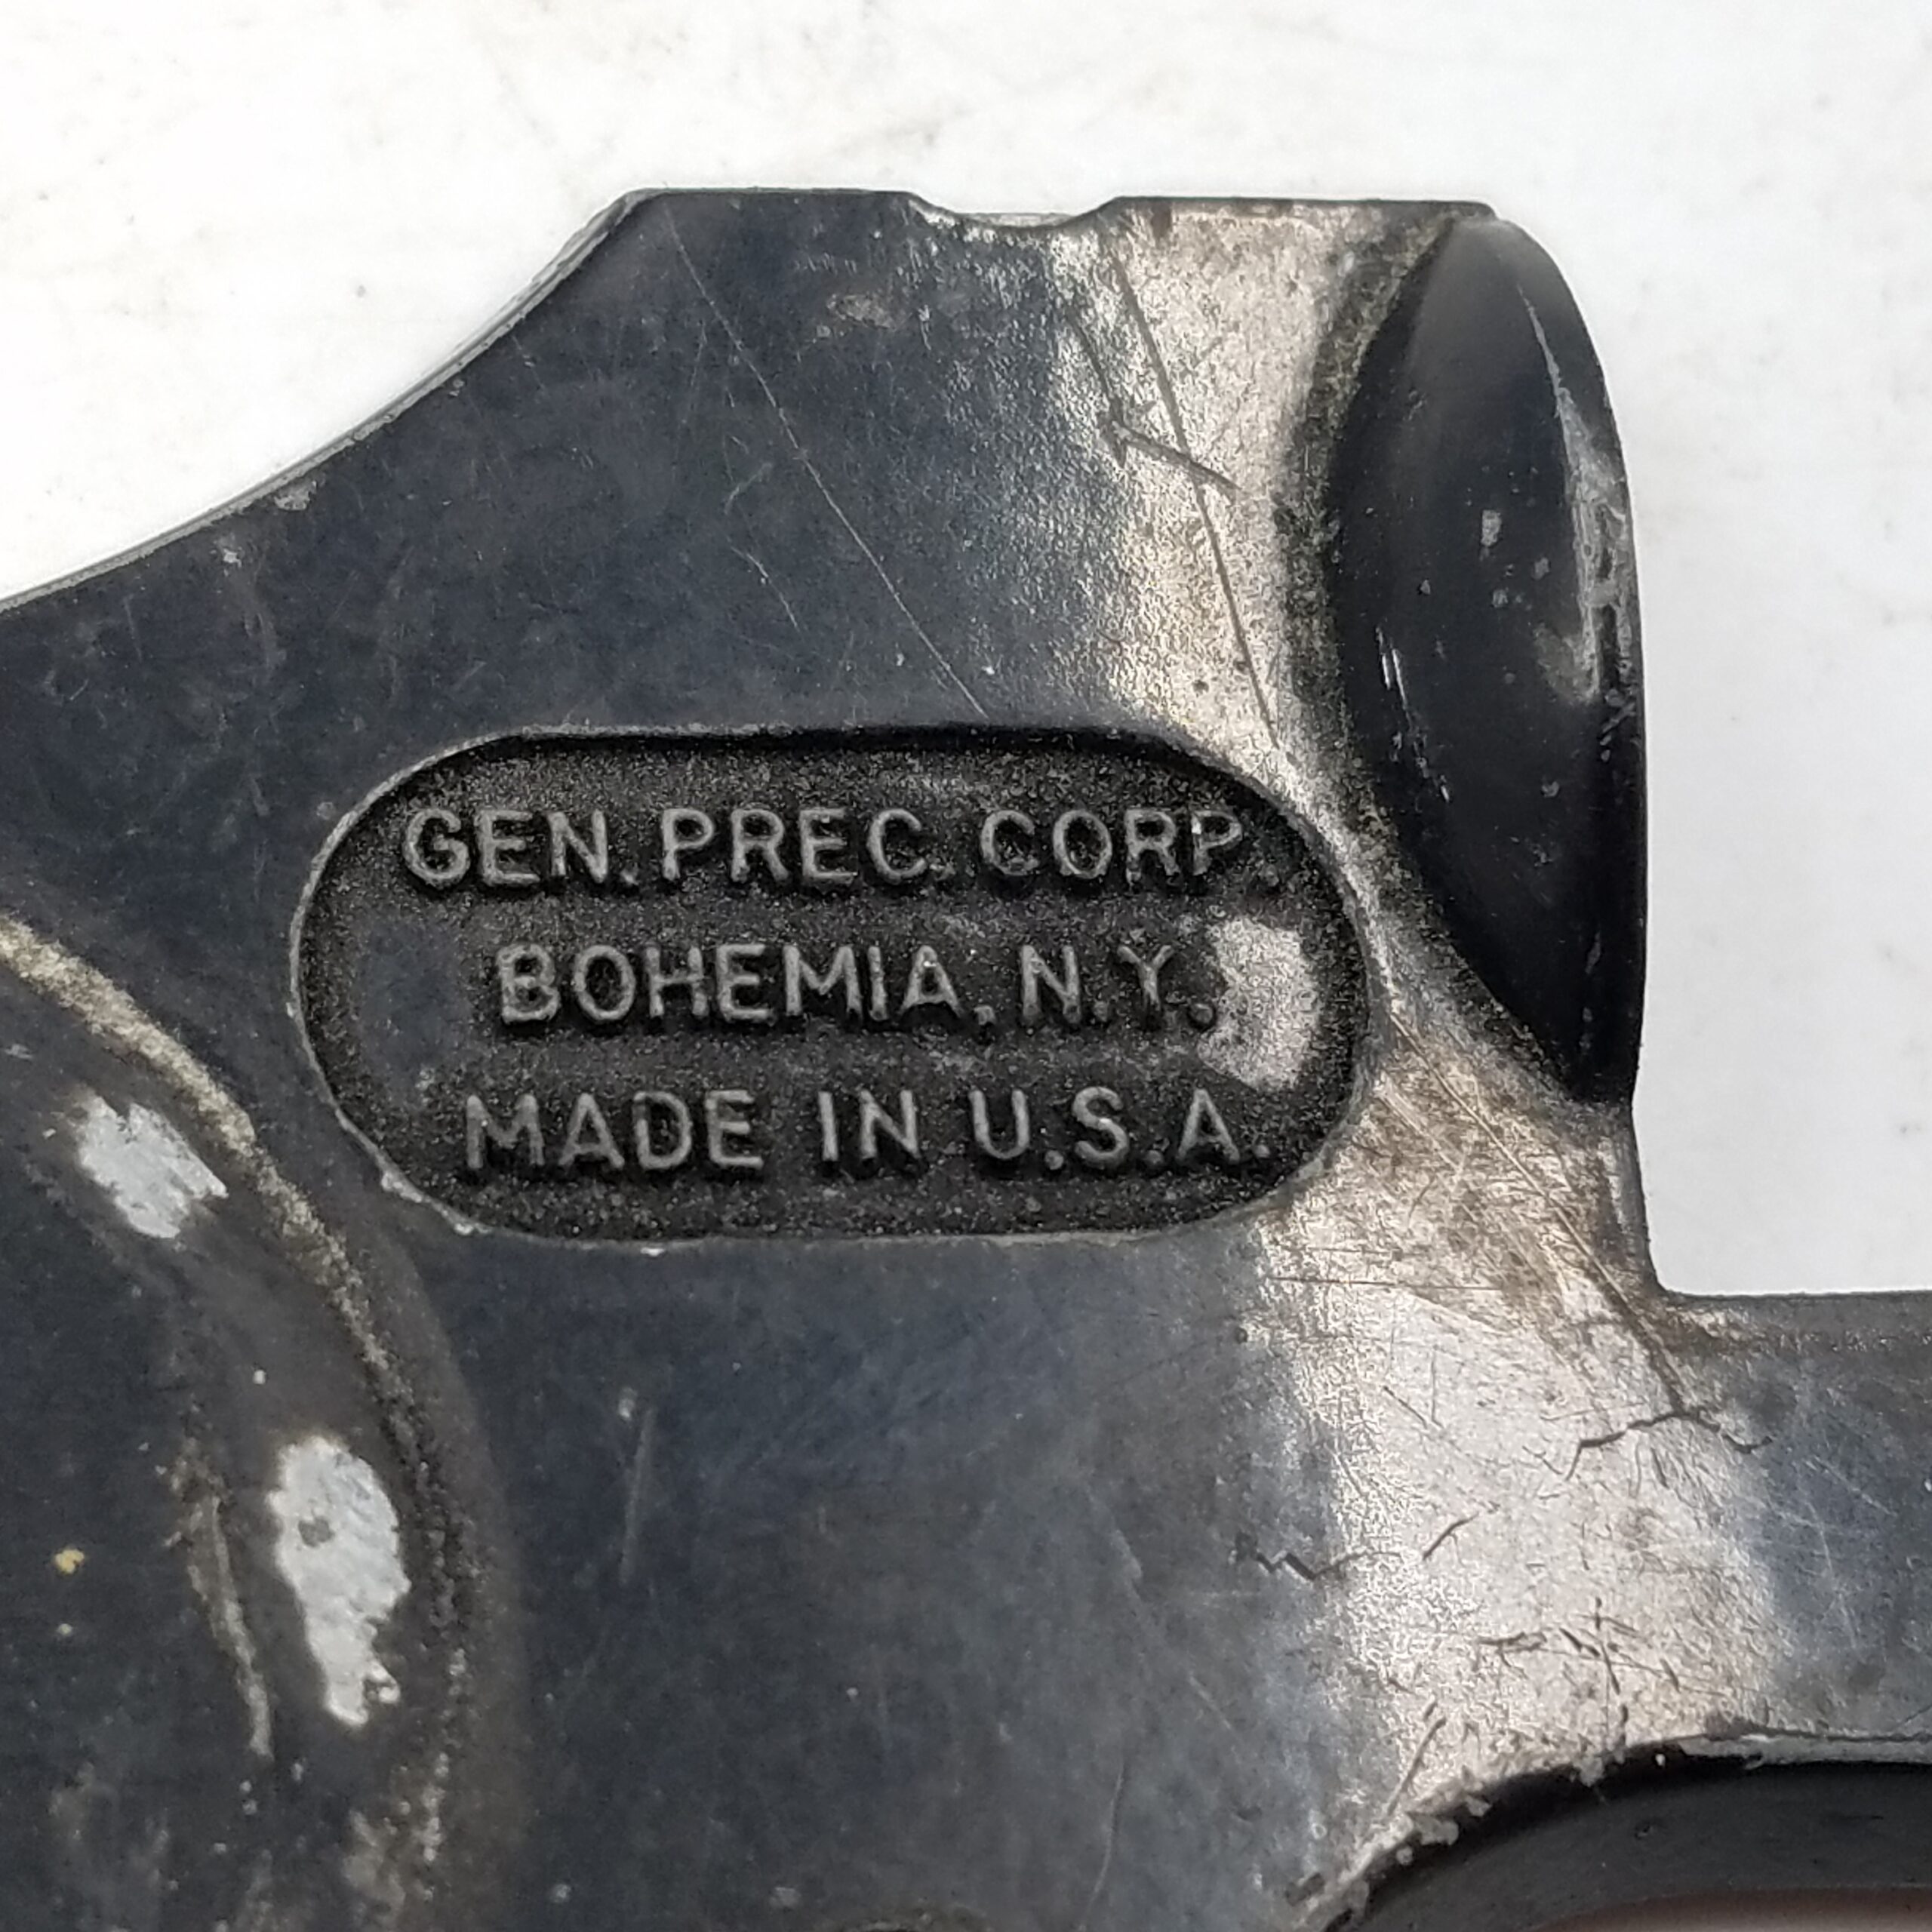 GEN. PREC. CORP.
BOHEMIA, N.Y.
MADE IN U.S.A.